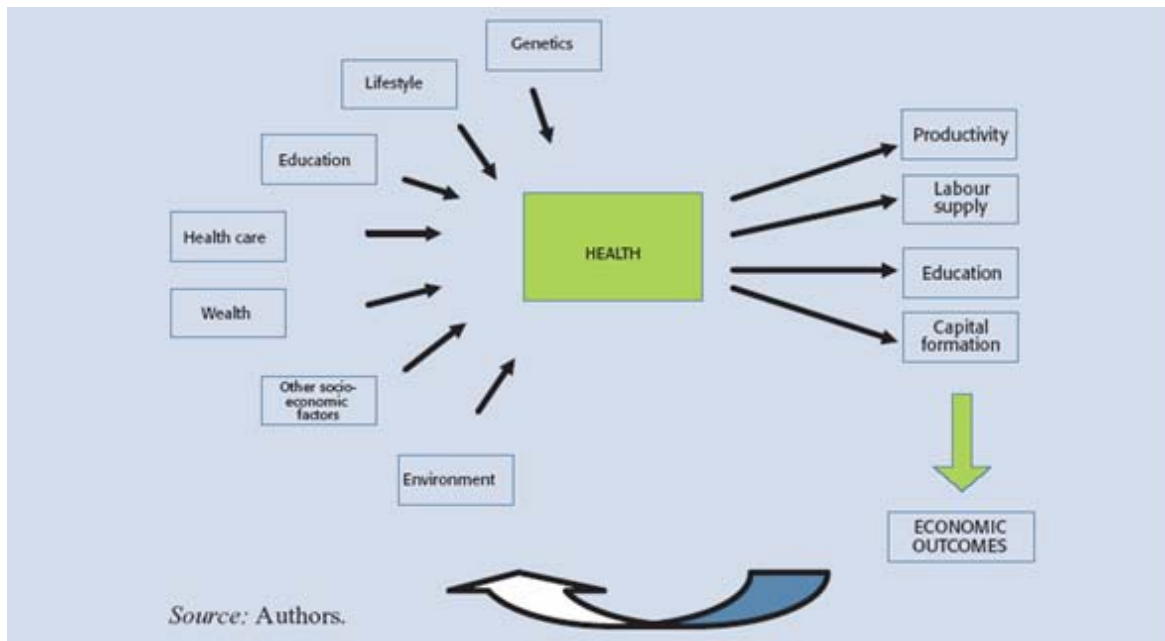 Genetics
Lifestyle
Education
Health care
Wealth
Other socio-
economic
factors
Environment
HEALTH
Productivity
Labour
supply
Education
Capital
formation
ECONOMIC
OUTCOMES
Source: Authors.